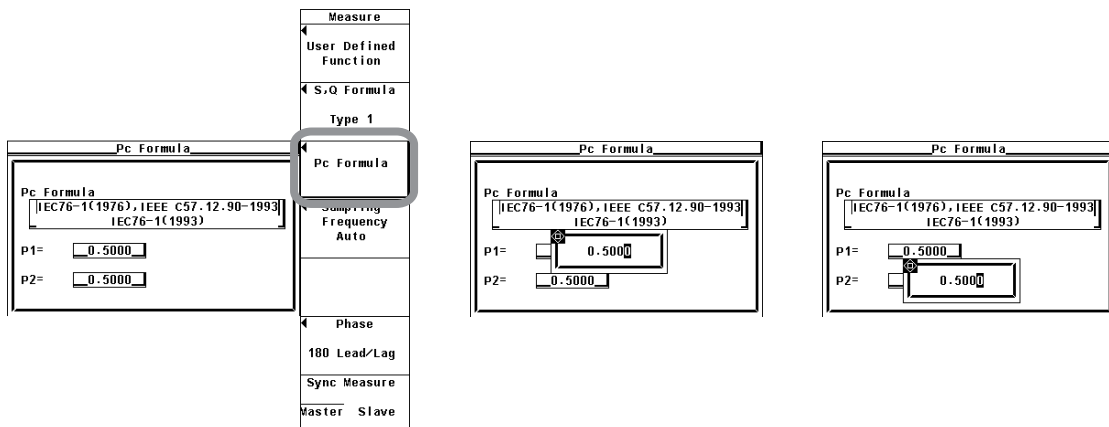 Measure
User Defined
Function
S,Q Formula
Type 1
Pc Formula
Sampling
Frequency
Auto
Phase
180 Lead/Lag
Sync Measure
Master Slave
Pc Formula
Pc Formula
IEC76-1(1976),IEEE C57.12.90-1993
IEC76-1(1993)
P1= 0.5000
P2= 0.5000
Pc Formula
Pc Formula
IEC76-1(1976),IEEE C57.12.90-1993
IEC76-1(1993)
P1= 0.5000
P2= 0.5000
Pc Formula
Pc Formula
IEC76-1(1976),IEEE C57.12.90-1993
IEC76-1(1993)
P1= 0.5000
P2= 0.5000